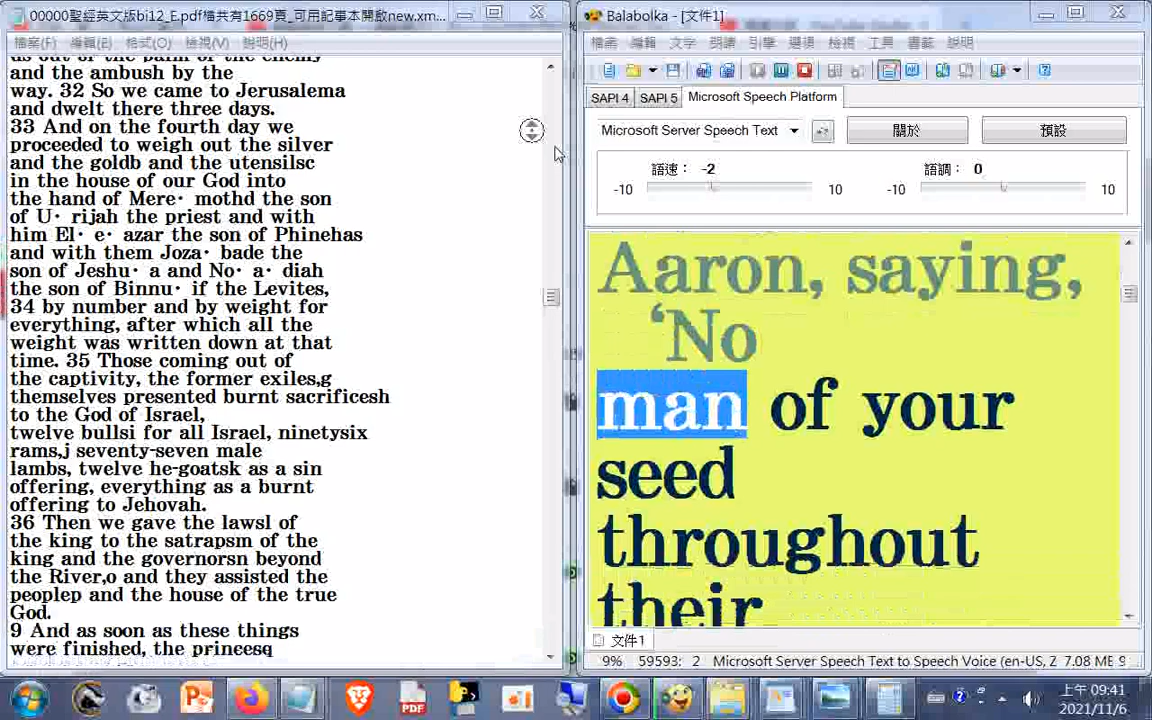 00000聖經英文版bi12_E.pdf檔共有1669頁_可用記事本開啟new.xm...
檔案(F) 編輯(E) 格式(O) 檢視(V) 說明(H)
as out of the palm of the enemy
and the ambush by the
way. 32 So we came to Jerusalema
and dwelt there three days.
33 And on the fourth day we
proceeded to weigh out the silver
and the goldb and the utensilsc
in the house of our God into
the hand of Mere· mothd the son
of U· rijah the priest and with
him El· e· azar the son of Phinehas
and with them Joza· bade the
son of Jeshu· a and No· a· diah
the son of Binnu· if the Levites,
34 by number and by weight for
everything, after which all the
weight was written down at that
time. 35 Those coming out of
the captivity, the former exiles,g
themselves presented burnt sacrificesh
to the God of Israel,
twelve bullsi for all Israel, ninetysix
rams,j seventy-seven male
lambs, twelve he-goatsk as a sin
offering, everything as a burnt
offering to Jehovah.
36 Then we gave the lawsl of
the king to the satrapsm of the
king and the governorsn beyond
the River,o and they assisted the
peoplep and the house of the true
God.
9 And as soon as these things
were finished, the princesq
Balabolka - [文件1]
檔案 編輯 文字 朗讀 引擎 選項 檢視 工具 書籤 說明
SAPI 4 SAPI 5 Microsoft Speech Platform
Microsoft Server Speech Text 關於 預設
語速： -2 語調： 0
-10 10 -10 10
Aaron, saying,
‘No
man of your
seed
throughout
their
文件1
9% 59593: 2 Microsoft Server Speech Text to Speech Voice (en-US, Z 7.08 MB 9
上午 09:41
2021/11/6